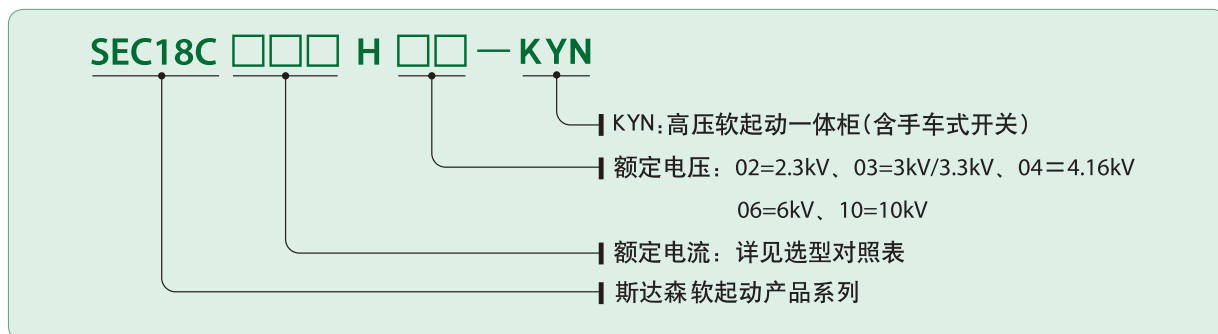 SEC18C □□□ H □□ — KYN
KYN:高压软起动一体柜(含手车式开关)
额定电压：02=2.3kV、03=3kV/3.3kV、04＝4.16kV
06=6kV、10=10kV
额定电流：详见选型对照表
斯达森软起动产品系列